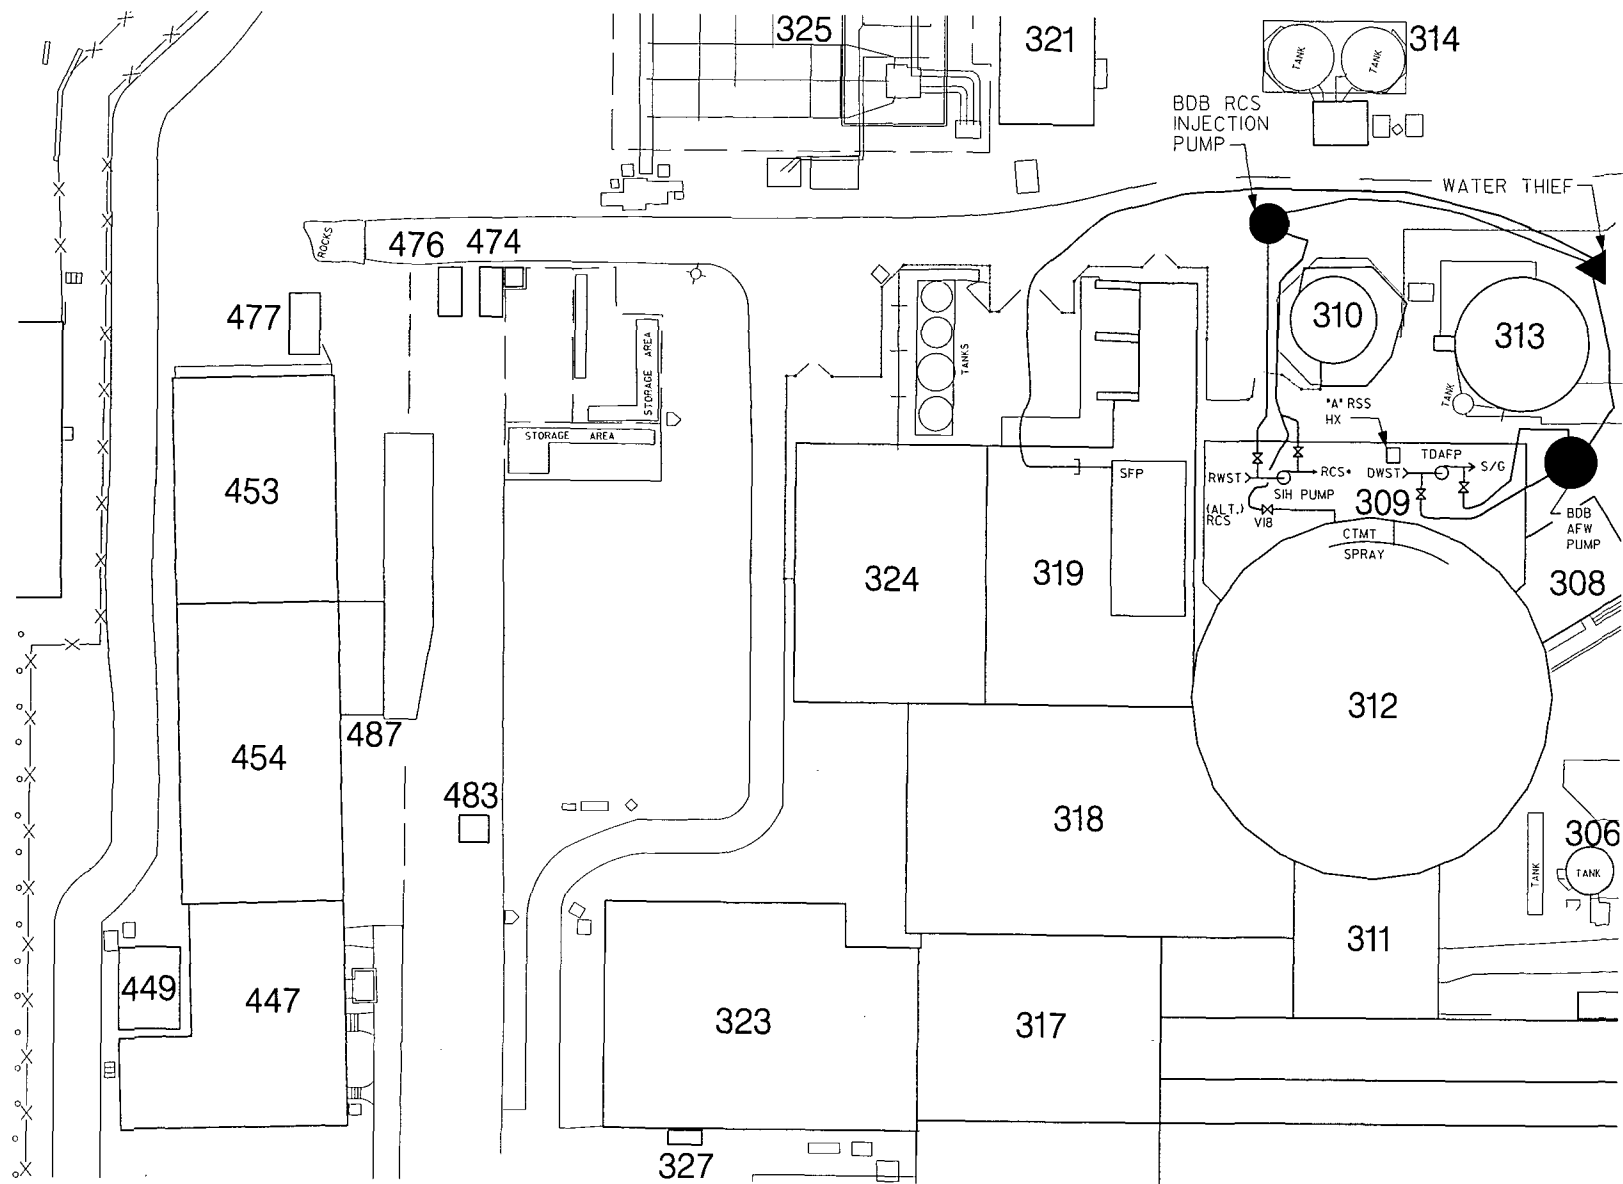 325
321
TANK
TANK
314
BDB RCS
INJECTION
PUMP
WATER THIEF
ROCKS
476
474
477
310
313
STORAGE AREA
TANKS
TANK
"A" RSS
HX
STORAGE AREA
453
SFP
RWST
RCS*
SIH PUMP
(ALT.)
RCS
V18
DWST
TDAFP
S/G
309
CTMT
SPRAY
BDB
AFW
PUMP
308
324
319
312
487
454
483
318
306
TANK
TANK
311
449
447
323
317
327